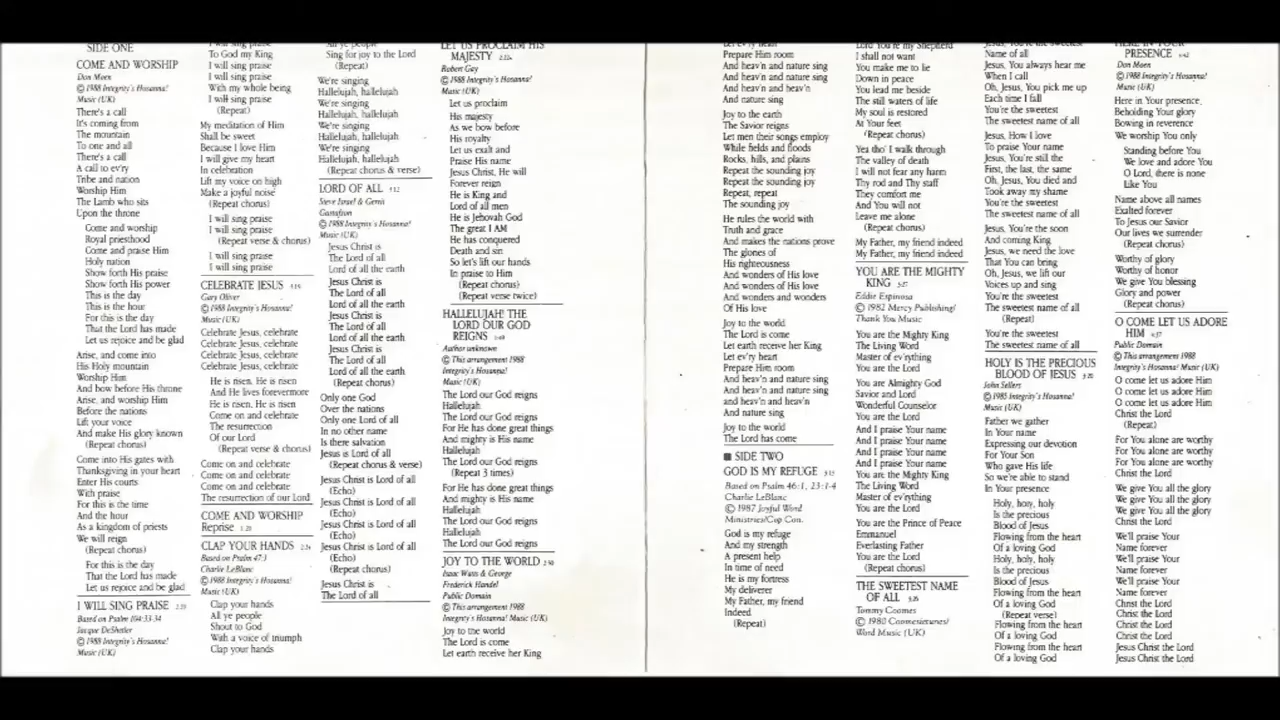 SIDE ONE
COME AND WORSHIP
Don Moen
© 1988 Integrity's Hosanna!
Music (UK)
There's a call
It's coming from
The mountain
To one and all
There's a call
A call to ev'ry
Tribe and nation
Worship Him
The Lamb who sits
Upon the throne
Come and worship
Royal priesthood
Come and praise Him
Holy nation
Show forth His praise
Show forth His power
This is the day
This is the hour
For this is the day
That the Lord has made
Let us rejoice and be glad
Arise, and come into
His Holy mountain
Worship Him
And bow before His throne
Arise, and worship Him
Before the nations
Lift your voice
And make His glory known
(Repeat chorus)
Come into His gates with
Thanksgiving in your heart
Enter His courts
With praise
For this is the time
And the hour
As a kingdom of priests
We will reign
(Repeat chorus)
For this is the day
That the Lord has made
Let us rejoice and be glad
I WILL SING PRAISE
Based on Psalm 104:33-34
Jacque DeShetler
© 1988 Integrity's Hosanna!
Music (UK)
I will sing praise
To God my King
I will sing praise
I will sing praise
With my whole being
I will sing praise
(Repeat)
My meditation of Him
Shall be sweet
Because I love Him
I will give my heart
In celebration
Lift my voice on high
Make a joyful noise
(Repeat chorus)
I will sing praise
I will sing praise
(Repeat verse & chorus)
I will sing praise
I will sing praise
CELEBRATE JESUS
Gary Oliver
© 1988 Integrity's Hosanna!
Music (UK)
Celebrate Jesus, celebrate
Celebrate Jesus, celebrate
Celebrate Jesus, celebrate
Celebrate Jesus, celebrate
He is risen, He is risen
And He lives forevermore
He is risen, He is risen
Come on and celebrate
The resurrection
Of our Lord
(Repeat verse & chorus)
Come on and celebrate
Come on and celebrate
Come on and celebrate
The resurrection of our Lord
COME AND WORSHIP
Reprise
CLAP YOUR HANDS
Based on Psalm 47:1
Charlie LeBlanc
© 1988 Integrity's Hosanna!
Music (UK)
Clap your hands
All ye people
Shout to God
With a voice of triumph
Clap your hands
All ye people
Sing for joy to the Lord
(Repeat)
We're singing
Hallelujah, hallelujah
We're singing
Hallelujah, hallelujah
We're singing
Hallelujah, hallelujah
We're singing
Hallelujah, hallelujah
(Repeat chorus & verse)
LORD OF ALL
Steve Israel & Gerrit
Gustafson
© 1988 Integrity's Hosanna!
Music (UK)
Jesus Christ is
The Lord of all
Lord of all the earth
Jesus Christ is
The Lord of all
Lord of all the earth
Jesus Christ is
The Lord of all
Lord of all the earth
Jesus Christ is
The Lord of all
Lord of all the earth
(Repeat chorus)
Only one God
Over the nations
Only one Lord of all
In no other name
Is there salvation
Jesus is Lord of all
(Repeat chorus & verse)
Jesus Christ is Lord of all
(Echo)
Jesus Christ is Lord of all
(Echo)
Jesus Christ is Lord of all
(Echo)
Jesus Christ is Lord of all
(Echo)
(Repeat chorus)
Jesus Christ is
The Lord of all
LET US PROCLAIM HIS
MAJESTY
Robert Gay
© 1988 Integrity's Hosanna!
Music (UK)
Let us proclaim
His majesty
As we bow before
His royalty
Let us exalt and
Praise His name
Jesus Christ, He will
Forever reign
He is King and
Lord of all men
He is Jehovah God
The great I AM
He has conquered
Death and sin
So let's lift our hands
In praise to Him
(Repeat chorus)
(Repeat verse twice)
HALLELUJAH! THE
LORD OUR GOD
REIGNS
Author unknown
© This arrangement 1988
Integrity's Hosanna!
Music (UK)
The Lord our God reigns
Hallelujah
The Lord our God reigns
For He has done great things
And mighty is His name
Hallelujah
The Lord our God reigns
(Repeat 3 times)
For He has done great things
And mighty is His name
Hallelujah
The Lord our God reigns
Hallelujah
The Lord our God reigns
JOY TO THE WORLD
Isaac Watts & George
Frederick Handel
Public Domain
© This arrangement 1988
Integrity's Hosanna! Music (UK)
Joy to the world
The Lord is come
Let earth receive her King
Let ev'ry heart
Prepare Him room
And heav'n and nature sing
And heav'n and nature sing
And heav'n and heav'n
And nature sing
Joy to the earth
The Savior reigns
Let men their songs employ
While fields and floods
Rocks, hills, and plains
Repeat the sounding joy
Repeat the sounding joy
Repeat, repeat
The sounding joy
He rules the world with
Truth and grace
And makes the nations prove
The glories of
His righteousness
And wonders of His love
And wonders of His love
And wonders and wonders
Of His love
Joy to the world
The Lord is come
Let earth receive her King
Let ev'ry heart
Prepare Him room
And heav'n and nature sing
And heav'n and nature sing
and heav'n and heav'n
And nature sing
Joy to the world
The Lord has come
■ SIDE TWO
GOD IS MY REFUGE
Based on Psalm 46:1, 23:1-4
Charlie LeBlanc
© 1987 Joyful Word
Ministries/Cop Con.
God is my refuge
And my strength
A present help
In time of need
He is my fortress
My deliverer
My Father, my friend
Indeed
(Repeat)
Lord You're my Shepherd
I shall not want
You make me to lie
Down in peace
You lead me beside
The still waters of life
My soul is restored
At Your feet
(Repeat chorus)
Yea tho' I walk through
The valley of death
I will not fear any harm
Thy rod and Thy staff
They comfort me
And You will not
Leave me alone
(Repeat chorus)
My Father, my friend indeed
My Father, my friend indeed
YOU ARE THE MIGHTY
KING
Eddie Espinosa
© 1982 Mercy Publishing/
Thank You Music
You are the Mighty King
The Living Word
Master of ev'rything
You are the Lord
You are Almighty God
Savior and Lord
Wonderful Counselor
You are the Lord
And I praise Your name
And I praise Your name
And I praise Your name
And I praise Your name
You are the Mighty King
The Living Word
Master of ev'rything
You are the Lord
You are the Prince of Peace
Emmanuel
Everlasting Father
You are the Lord
(Repeat chorus)
THE SWEETEST NAME
OF ALL
Tommy Coomes
© 1980 Coomesietunes/
Word Music (UK)
Jesus, You're the sweetest
Name of all
Jesus, You always hear me
When I call
Oh, Jesus, You pick me up
Each time I fall
You're the sweetest
The sweetest name of all
Jesus, How I love
To praise Your name
Jesus, You're still the
First, the last, the same
Oh, Jesus, You died and
Took away my shame
You're the sweetest
The sweetest name of all
Jesus, You're the soon
And coming King
Jesus, we need the love
That You can bring
Oh, Jesus, we lift our
Voices up and sing
You're the sweetest
The sweetest name of all
(Repeat)
You're the sweetest
The sweetest name of all
HOLY IS THE PRECIOUS
BLOOD OF JESUS
John Sellers
© 1985 Integrity's Hosanna!
Music (UK)
Father we gather
In Your name
Expressing our devotion
For Your Son
Who gave His life
So we're able to stand
In Your presence
Holy, holy, holy
Is the precious
Blood of Jesus
Flowing from the heart
Of a loving God
Holy, holy, holy
Is the precious
Blood of Jesus
Flowing from the heart
Of a loving God
(Repeat verse)
Flowing from the heart
Of a loving God
Flowing from the heart
Of a loving God
HERE IN YOUR
PRESENCE
Don Moen
© 1988 Integrity's Hosanna!
Music (UK)
Here in Your presence,
Beholding Your glory
Bowing in reverence
We worship You only
Standing before You
We love and adore You
O Lord, there is none
Like You
Name above all names
Exalted forever
To Jesus our Savior
Our lives we surrender
(Repeat chorus)
Worthy of glory
Worthy of honor
We give You blessing
Glory and power
(Repeat chorus)
O COME LET US ADORE
HIM
Public Domain
© This arrangement 1988
Integrity's Hosanna! Music (UK)
O come let us adore Him
O come let us adore Him
O come let us adore Him
Christ the Lord
(Repeat)
For You alone are worthy
For You alone are worthy
For You alone are worthy
Christ the Lord
We give You all the glory
We give You all the glory
We give You all the glory
Christ the Lord
We'll praise Your
Name forever
We'll praise Your
Name forever
We'll praise Your
Name forever
Christ the Lord
Christ the Lord
Christ the Lord
Christ the Lord
Jesus Christ the Lord